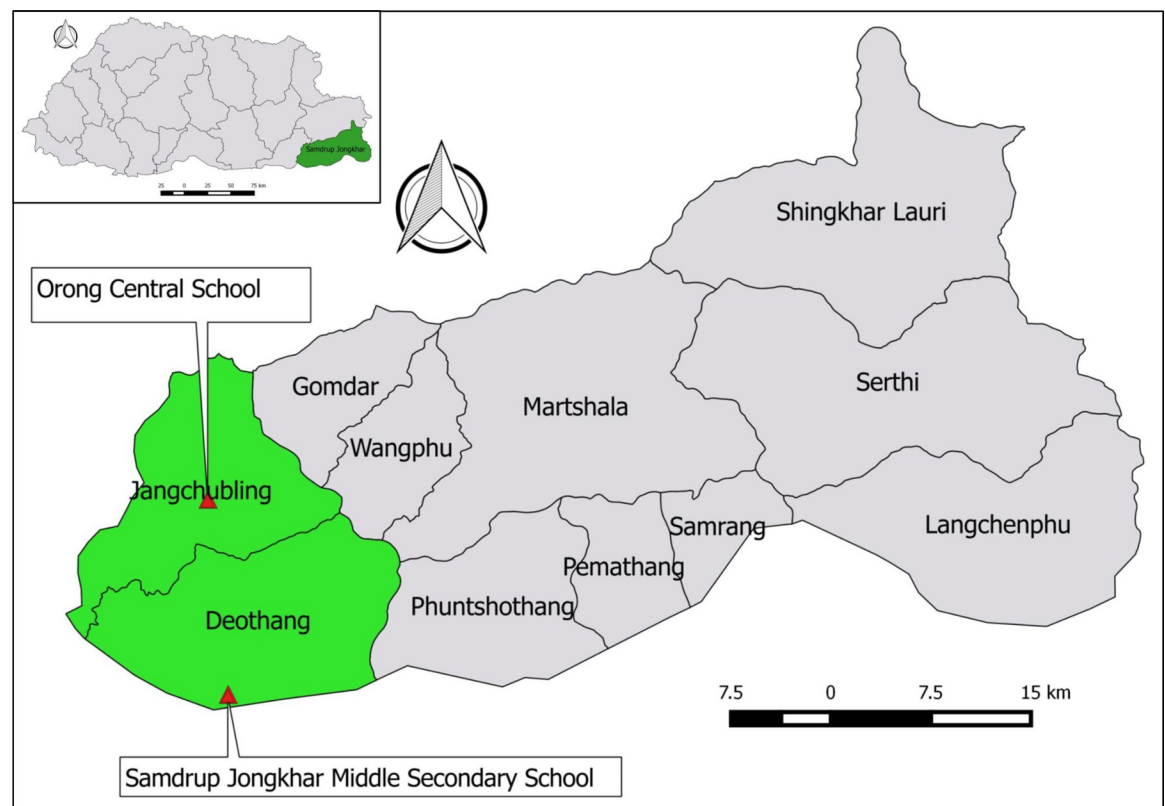 Samdrup Jongkhar
25 0 25 50 75 km
Shingkhar Lauri
Orong Central School
Gomdar
Serthi
Martshala
Wangphu
Jangchubling
Langchenphu
Samrang
Pemathang
Phuntshothang
Deothang
7.5 0 7.5 15 km
Samdrup Jongkhar Middle Secondary School